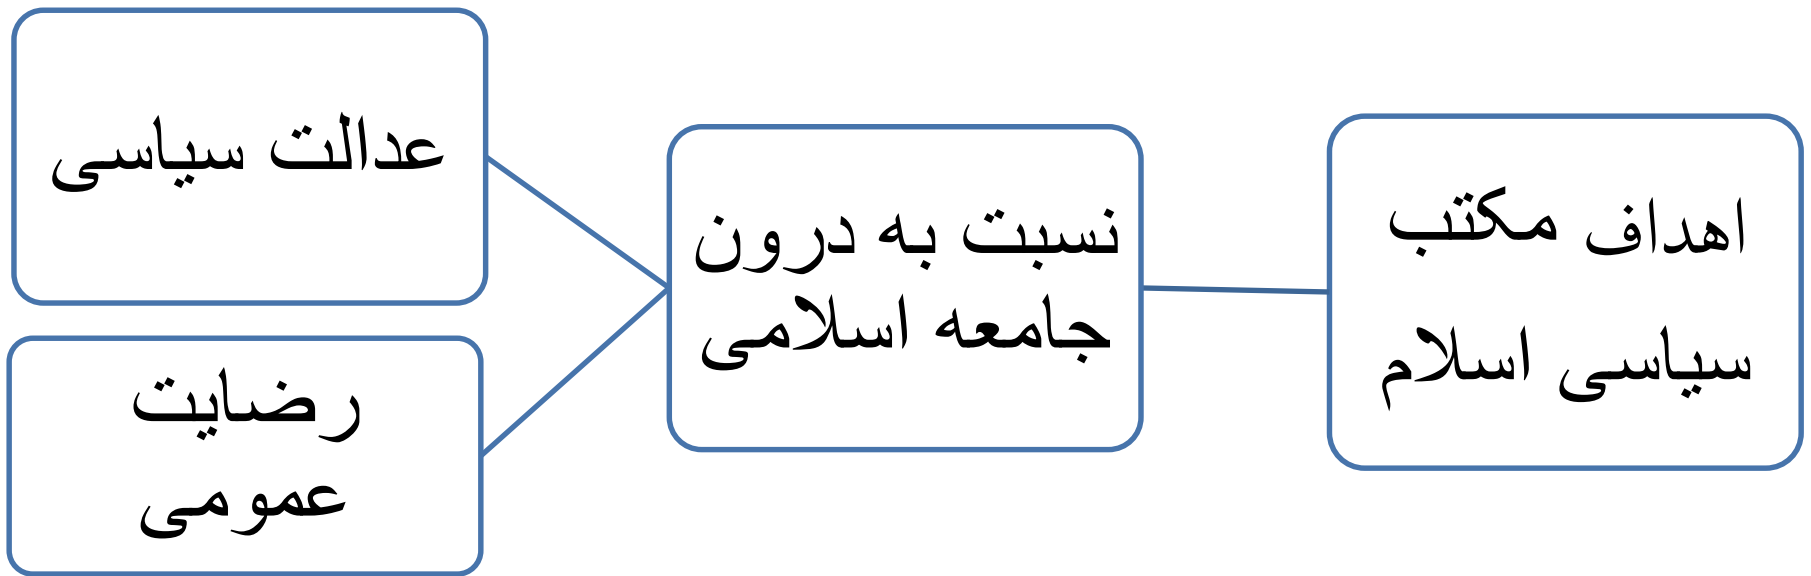 اهداف مکتب
سیاسی اسلام
نسبت به درون
جامعه اسلامی
عدالت سیاسی
رضایت
عمومی